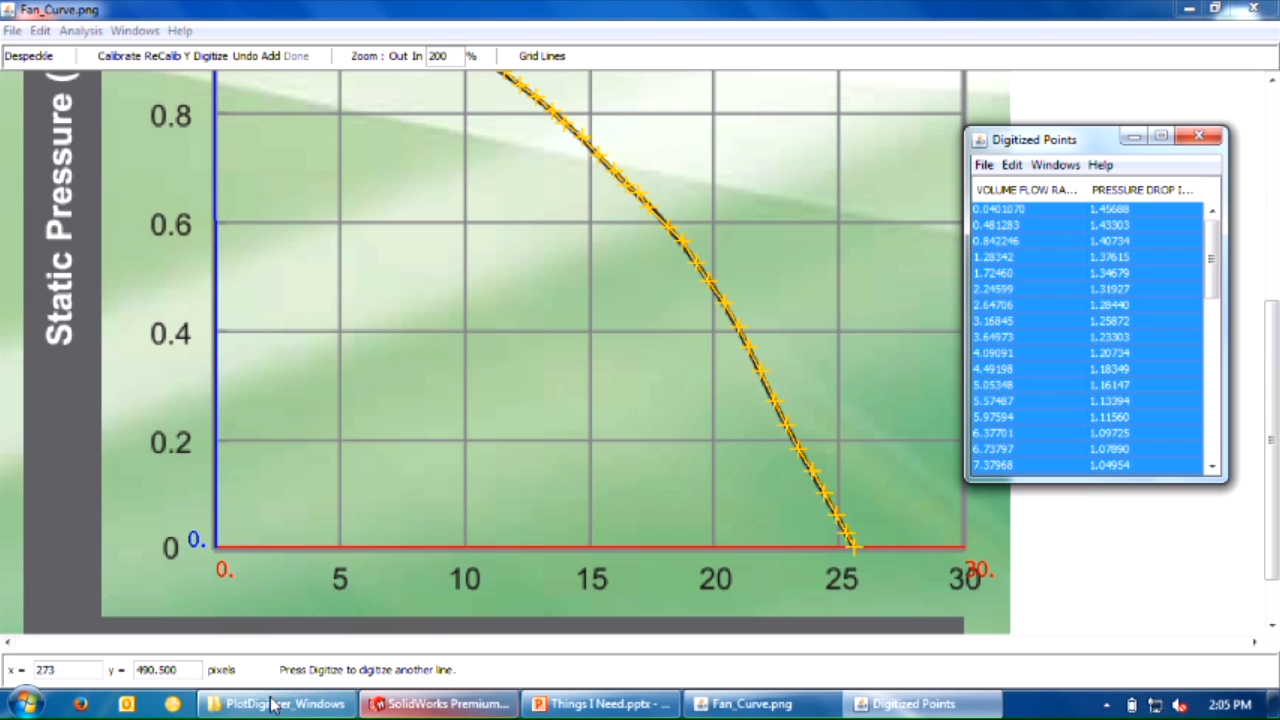 Fan_Curve.png
File Edit Analysis Windows Help
Despeckle Calibrate ReCalib Y Digitize Undo Add Done Zoom : Out In 200 % Grid Lines
Static Pressure (
0.8
0.6
0.4
0.2
0
0.
0. 30.
5 10 15 20 25 30
Digitized Points
File Edit Windows Help
VOLUME FLOW RA... PRESSURE DROP I...
0.0401070 1.45688
0.481283 1.43303
0.842246 1.40734
1.28342 1.37615
1.72460 1.34679
2.24599 1.31927
2.64706 1.28440
3.16845 1.25872
3.64973 1.23303
4.09091 1.20734
4.49198 1.18349
5.05348 1.16147
5.57487 1.13394
5.97594 1.11560
6.37701 1.09725
6.73797 1.07890
7.37968 1.04954
x = 273 y = 490.500 pixels Press Digitize to digitize another line.
PlotDigitizer_Windows SolidWorks Premium... Things I Need.pptx - ... Fan_Curve.png Digitized Points 2:05 PM